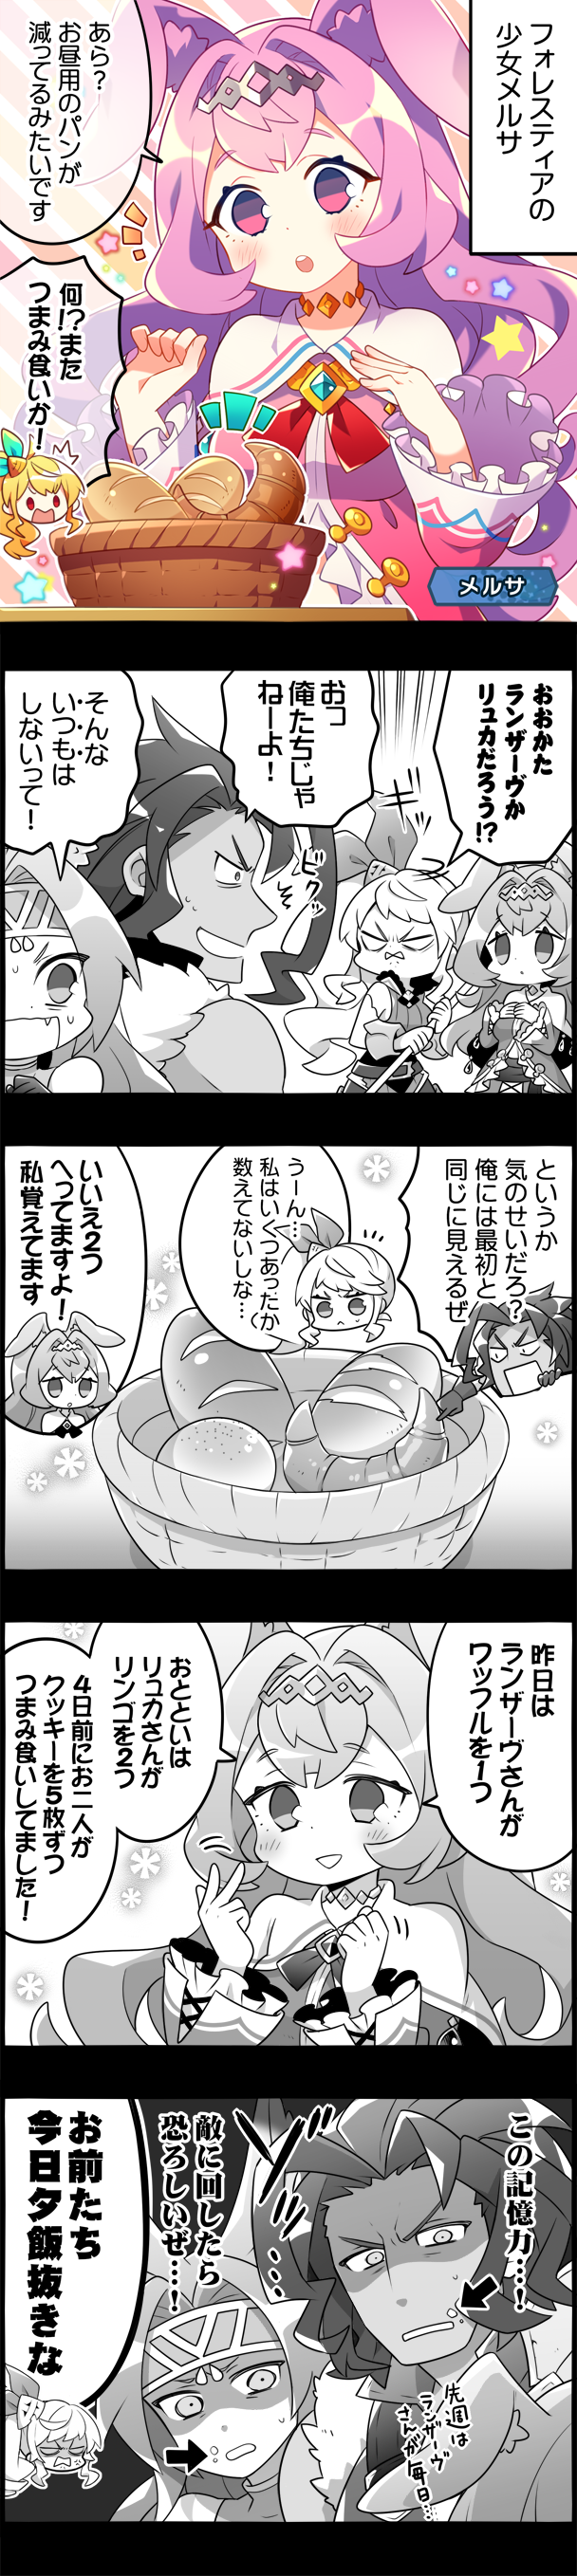 フォレスティアの
少女メルサ
あら？
お昼用のパンが
減ってるみたいです
何!?また
つまみ食いか！
メルサ
おおかた
ランザーヴか
リュカだろう!?
キッ
おっ
俺たちじゃ
ねーよ！
ビクッ
そんな
いつもは
しないって！
というか
気のせいだろ？
俺には最初と
同じに見えるぜ
うーん…
私はいくつあったか
数えてないしな…
いいえ2つ
へってますよ！
私覚えてます
昨日は
ランザーヴさんが
ワッフルを1つ
おとといは
リュカさんが
リンゴを2つ
4日前にお二人が
クッキーを5枚ずつ
つまみ食いしてました！
この記憶力…！
敵に回したら
恐ろしいぜ…！
先週は
ランザーヴ
さんが毎日…
お前たち
今日夕飯抜きな